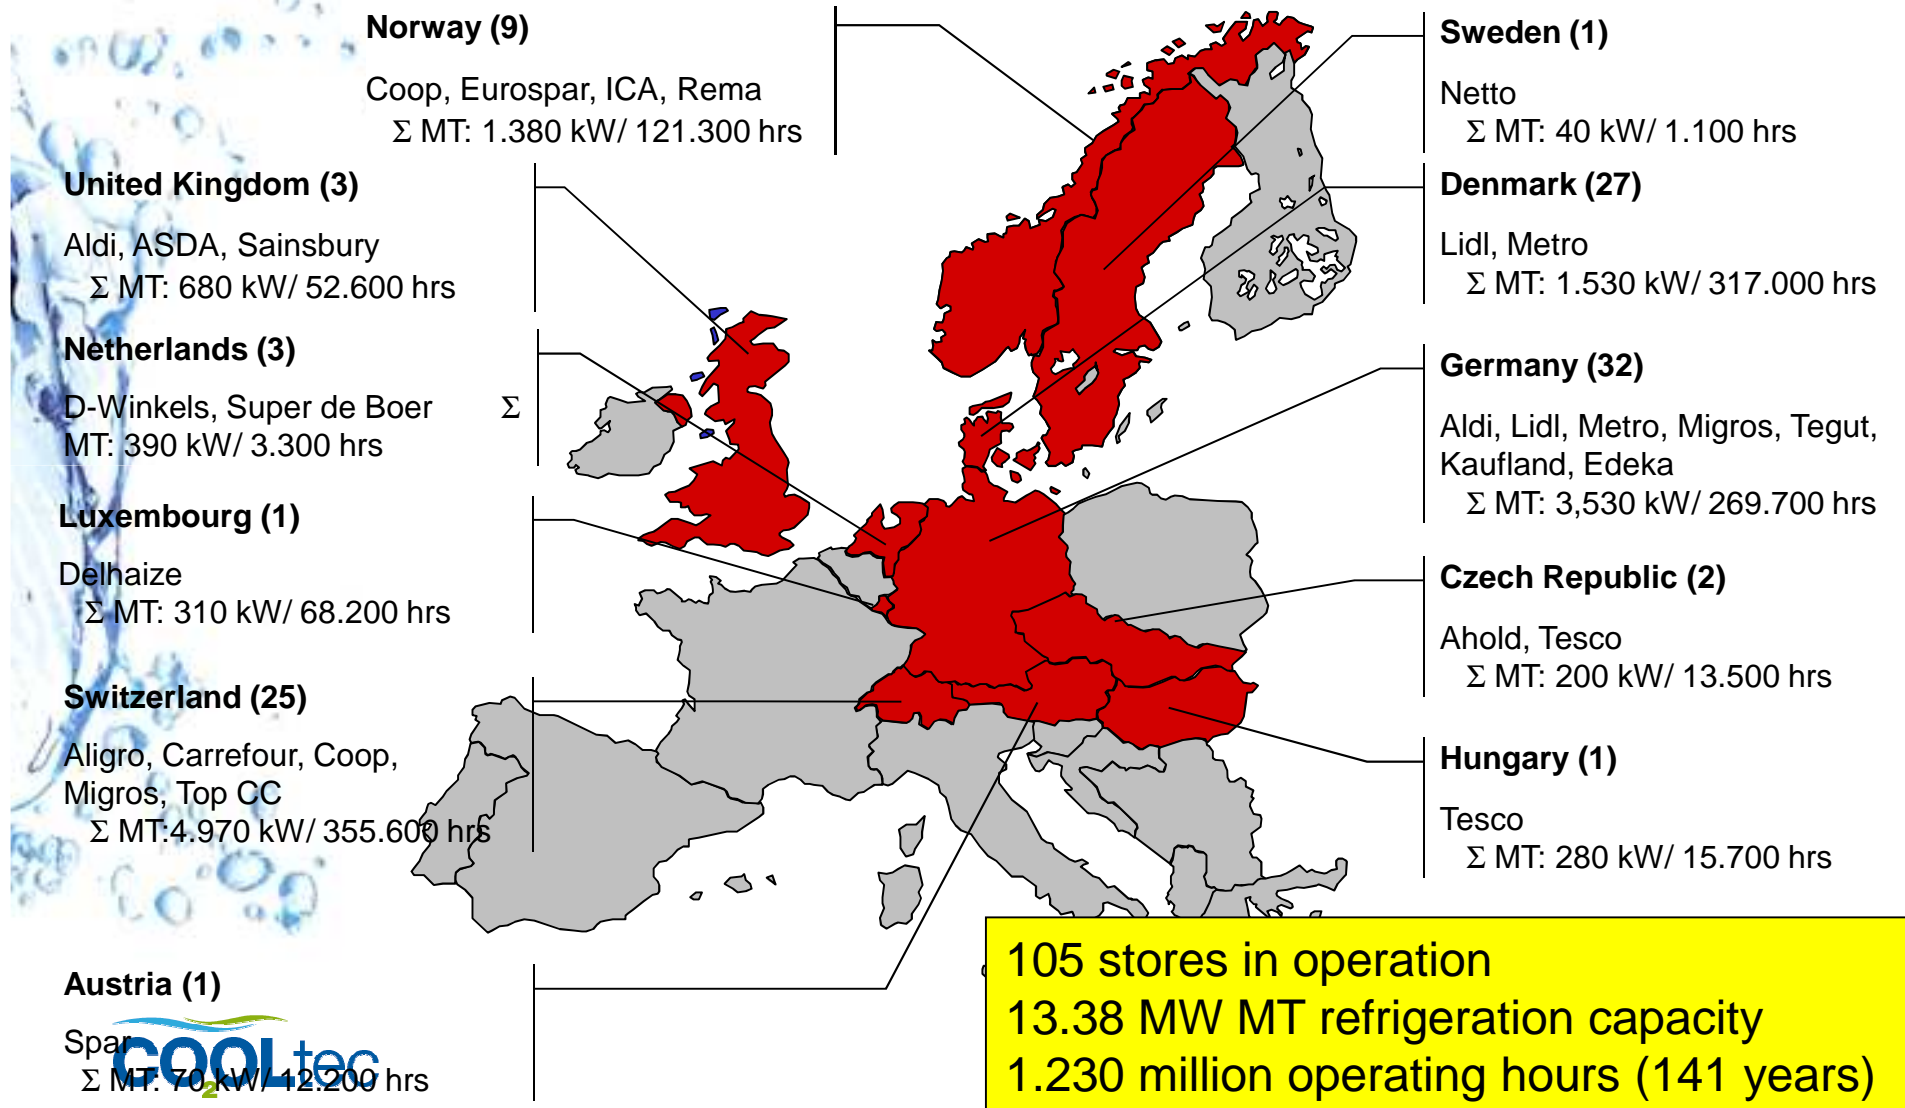 Norway (9)
Coop, Eurospar, ICA, Rema
Σ MT: 1.380 kW/ 121.300 hrs
United Kingdom (3)
Aldi, ASDA, Sainsbury
Σ MT: 680 kW/ 52.600 hrs
Netherlands (3)
D-Winkels, Super de Boer Σ
MT: 390 kW/ 3.300 hrs
Luxembourg (1)
Delhaize
Σ MT: 310 kW/ 68.200 hrs
Switzerland (25)
Aligro, Carrefour, Coop,
Migros, Top CC
Σ MT:4.970 kW/ 355.600 hrs
Austria (1)
Spar
Σ MT: 70 kW/ 12.200 hrs
CO2OLtec
Sweden (1)
Netto
Σ MT: 40 kW/ 1.100 hrs
Denmark (27)
Lidl, Metro
Σ MT: 1.530 kW/ 317.000 hrs
Germany (32)
Aldi, Lidl, Metro, Migros, Tegut,
Kaufland, Edeka
Σ MT: 3,530 kW/ 269.700 hrs
Czech Republic (2)
Ahold, Tesco
Σ MT: 200 kW/ 13.500 hrs
Hungary (1)
Tesco
Σ MT: 280 kW/ 15.700 hrs
105 stores in operation
13.38 MW MT refrigeration capacity
1.230 million operating hours (141 years)